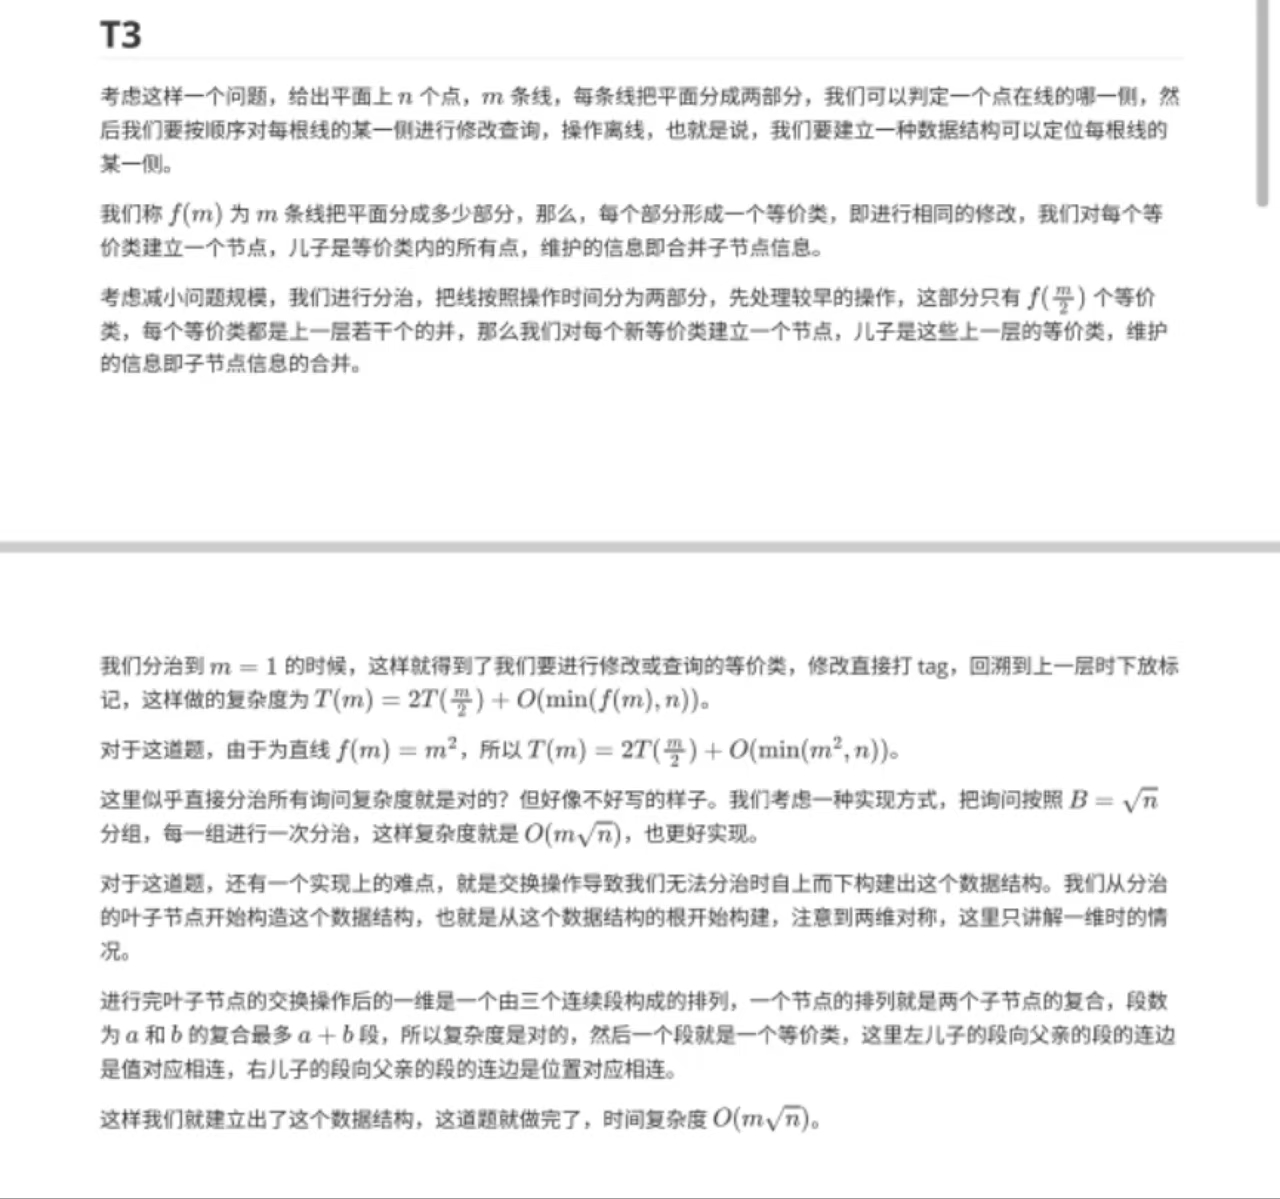 T3
考虑这样一个问题，给出平面上 n 个点，m 条线，每条线把平面分成两部分，我们可以判定一个点在线的哪一侧，然
后我们要按顺序对每根线的某一侧进行修改查询，操作离线，也就是说，我们要建立一种数据结构可以定位每根线的
某一侧。
我们称 f(m) 为 m 条线把平面分成多少部分，那么，每个部分形成一个等价类，即进行相同的修改，我们对每个等
价类建立一个节点，儿子是等价类内的所有点，维护的信息即合并子节点信息。
考虑减小问题规模，我们进行分治，把线按照操作时间分为两部分，先处理较早的操作，这部分只有 f(m/2) 个等价
类，每个等价类都是上一层若干个的并，那么我们对每个新等价类建立一个节点，儿子是这些上一层的等价类，维护
的信息即子节点信息的合并。
我们分治到 m = 1 的时候，这样就得到了我们要进行修改或查询的等价类，修改直接打 tag，回溯到上一层时下放标
记，这样做的复杂度为 T(m) = 2T(m/2) + O(min(f(m), n))。
对于这道题，由于为直线 f(m) = m²，所以 T(m) = 2T(m/2) + O(min(m², n))。
这里似乎直接分治所有询问复杂度就是对的？但好像不好写的样子。我们考虑一种实现方式，把询问按照 B = √n
分组，每一组进行一次分治，这样复杂度就是 O(m√n)，也更好实现。
对于这道题，还有一个实现上的难点，就是交换操作导致我们无法分治时自上而下构建出这个数据结构。我们从分治
的叶子节点开始构造这个数据结构，也就是从这个数据结构的根开始构建，注意到两维对称，这里只讲解一维时的情
况。
进行完叶子节点的交换操作后的一维是一个由三个连续段构成的排列，一个节点的排列就是两个子节点的复合，段数
为 a 和 b 的复合最多 a + b 段，所以复杂度是对的，然后一个段就是一个等价类，这里左儿子的段向父亲的段的连边
是值对应相连，右儿子的段向父亲的段的连边是位置对应相连。
这样我们就建立出了这个数据结构，这道题就做完了，时间复杂度 O(m√n)。